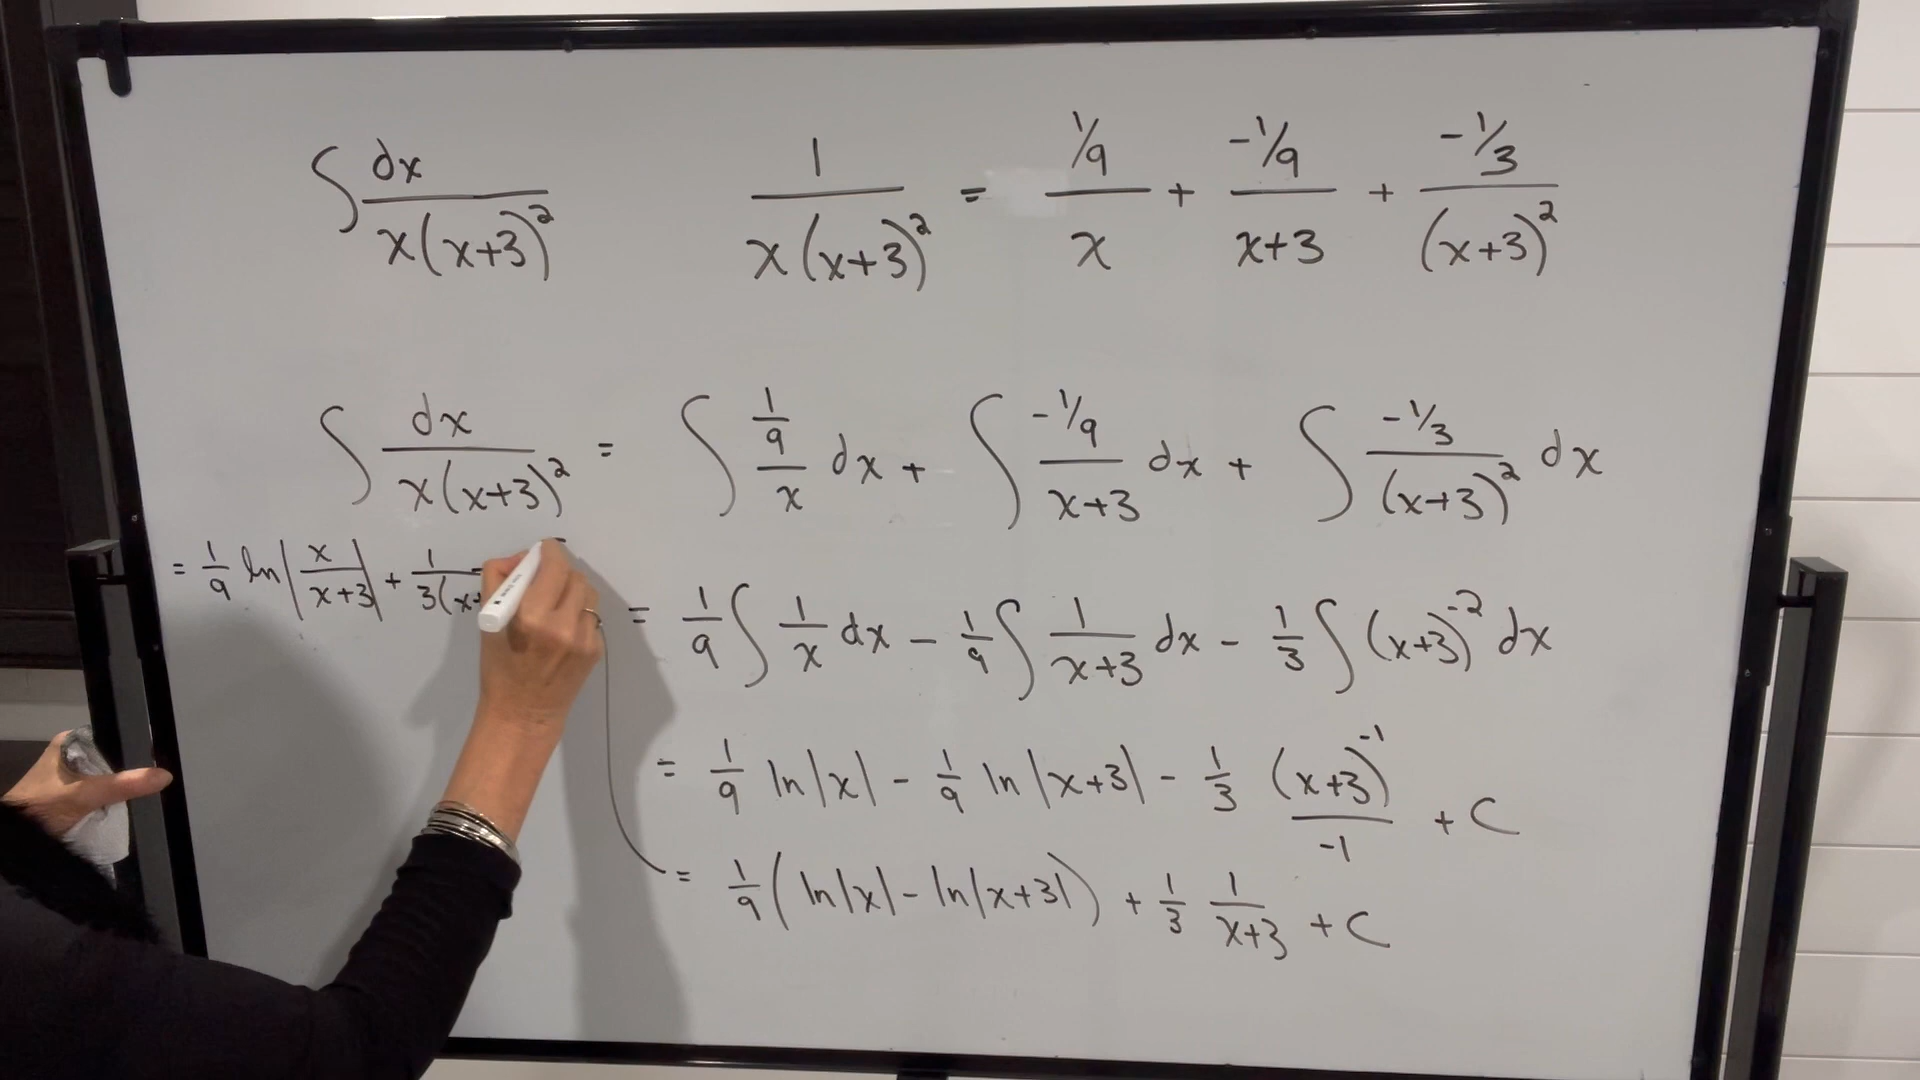 ∫ dx / x(x+3)²    1 / x(x+3)² = 1/9 / x + -1/9 / x+3 + -1/3 / (x+3)²
∫ dx / x(x+3)² = ∫ 1/9 / x dx + ∫ -1/9 / x+3 dx + ∫ -1/3 / (x+3)² dx
= 1/9 ∫ 1/x dx - 1/9 ∫ 1/x+3 dx - 1/3 ∫ (x+3)⁻² dx
= 1/9 ln|x| - 1/9 ln|x+3| - 1/3 (x+3)⁻¹ / -1 + C
= 1/9 ( ln|x| - ln|x+3| ) + 1/3 1/x+3 + C
= 1/9 ln| x / x+3 | + 1 / 3(x+